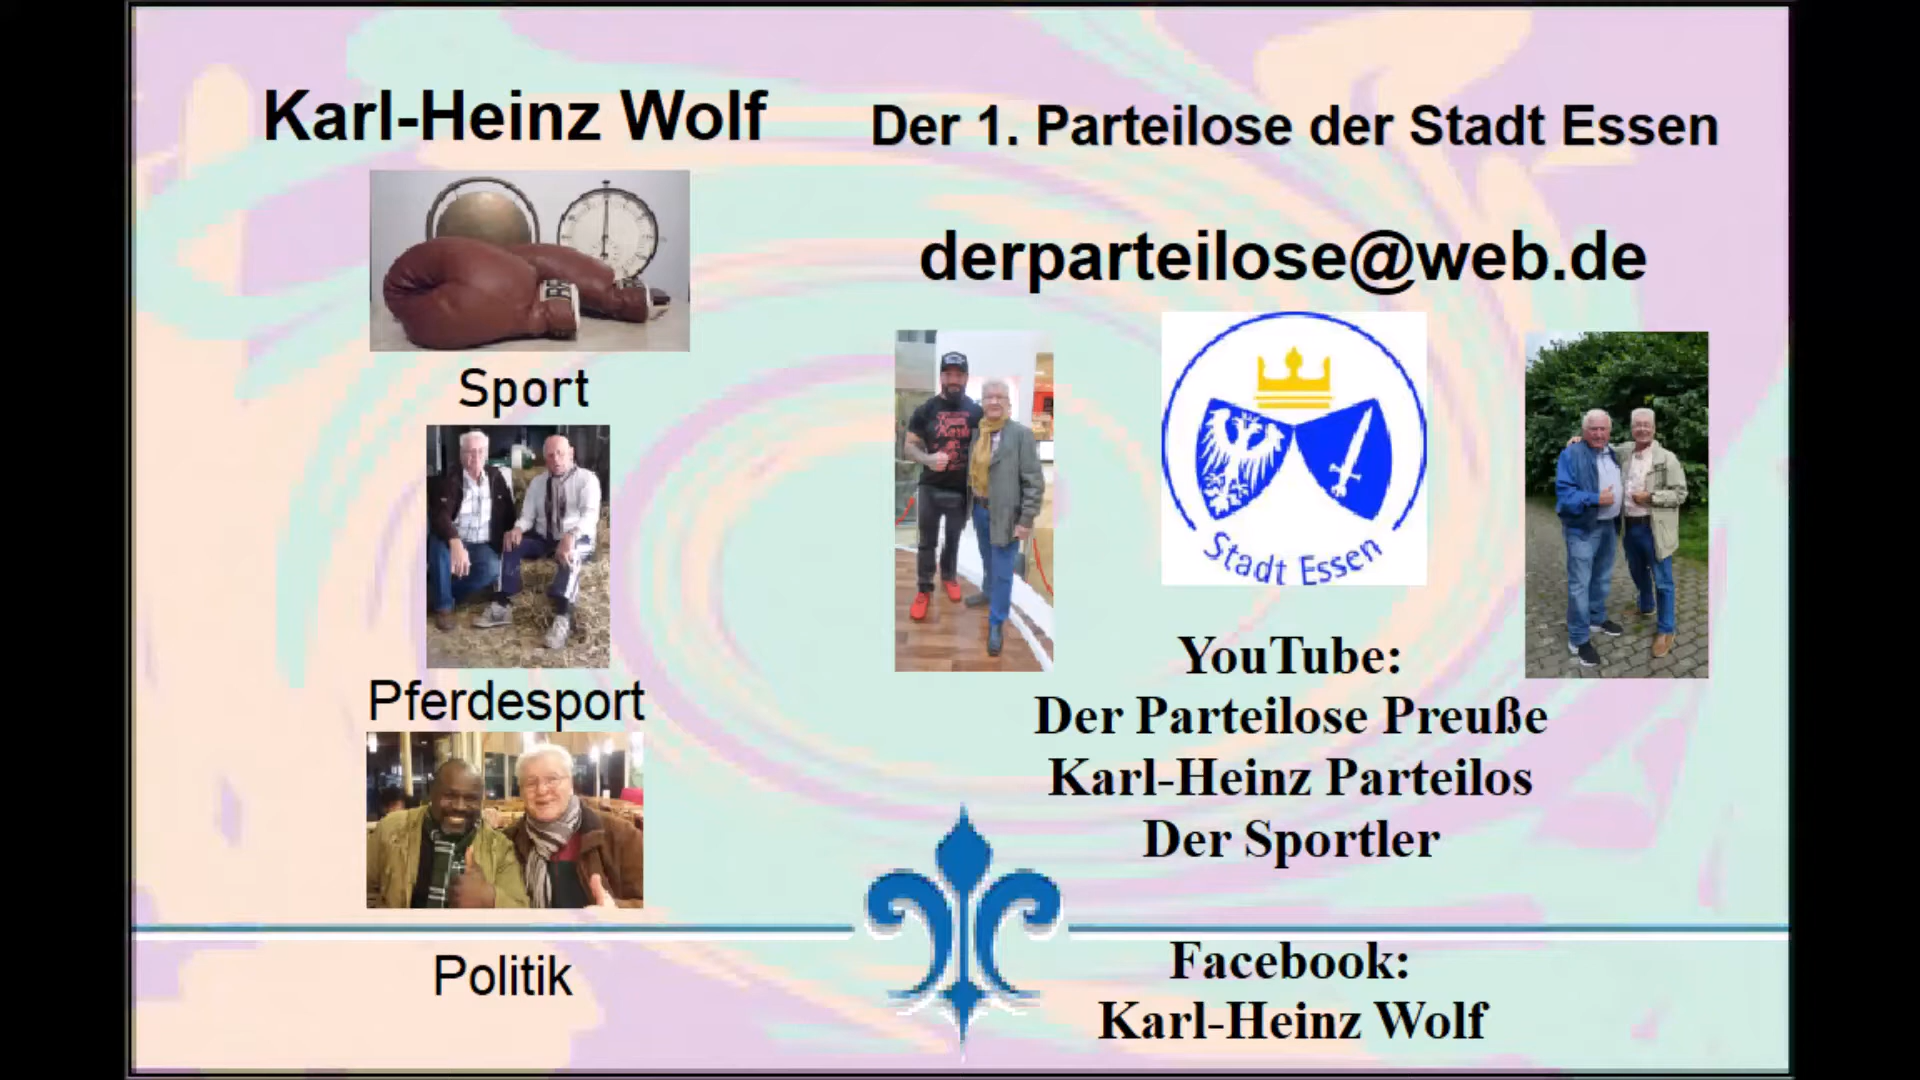 Karl-Heinz Wolf
Der 1. Parteilose der Stadt Essen
derparteilose@web.de
Sport
Pferdesport
Politik
Stadt Essen
YouTube:
Der Parteilose Preuße
Karl-Heinz Parteilos
Der Sportler
Facebook:
Karl-Heinz Wolf